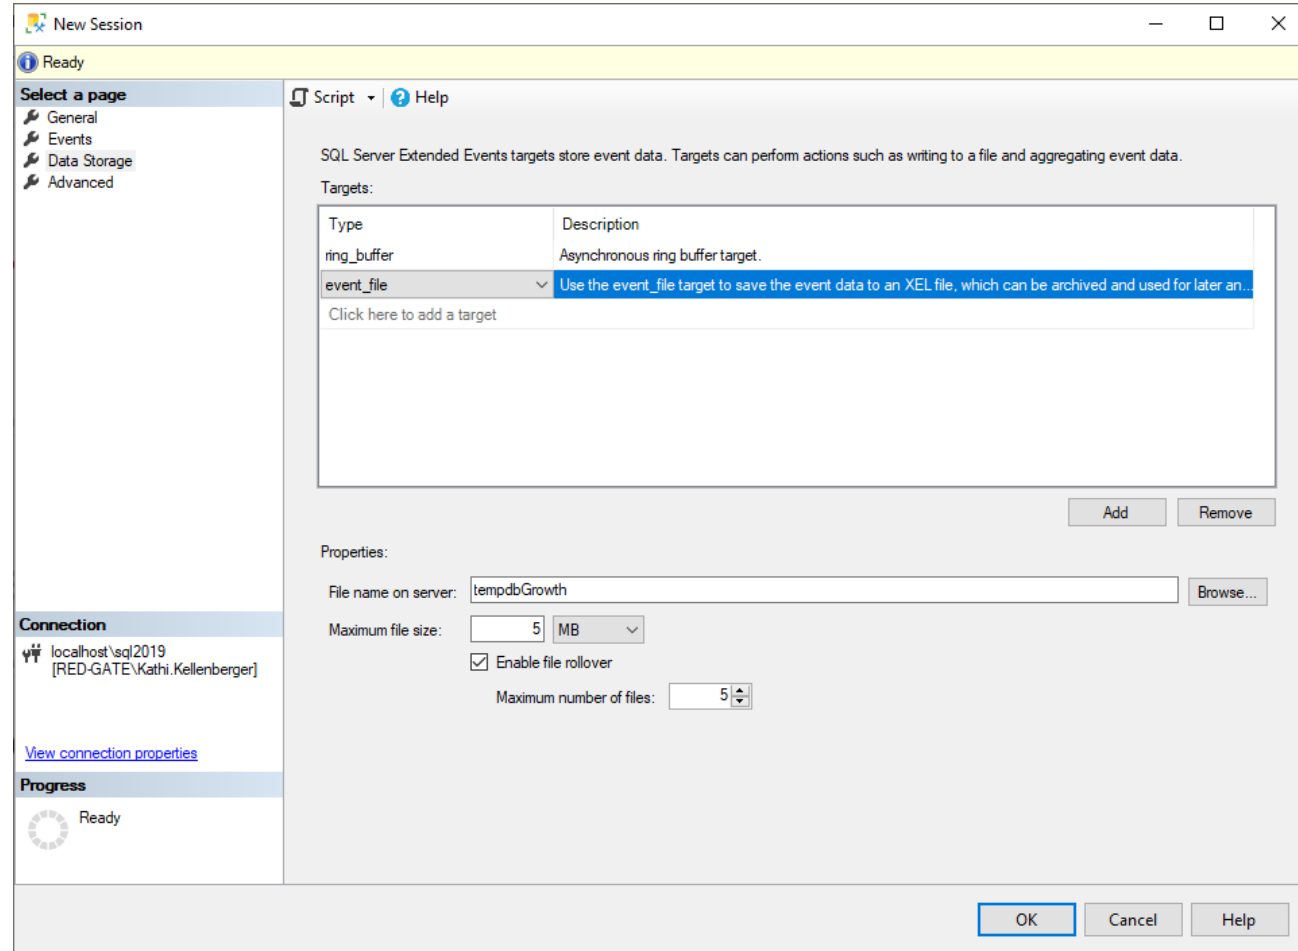 New Session
Ready
Select a page
General
Events
Data Storage
Advanced
Script
Help
SQL Server Extended Events targets store event data. Targets can perform actions such as writing to a file and aggregating event data.
Targets:
Type Description
ring_buffer Asynchronous ring buffer target.
event_file Use the event_file target to save the event data to an XEL file, which can be archived and used for later an...
Click here to add a target
Add Remove
Properties:
File name on server: tempdbGrowth Browse...
Maximum file size: 5 MB
Enable file rollover
Maximum number of files: 5
Connection
localhost\sql2019
[RED-GATE\Kathi.Kellenberger]
View connection properties
Progress
Ready
OK Cancel Help